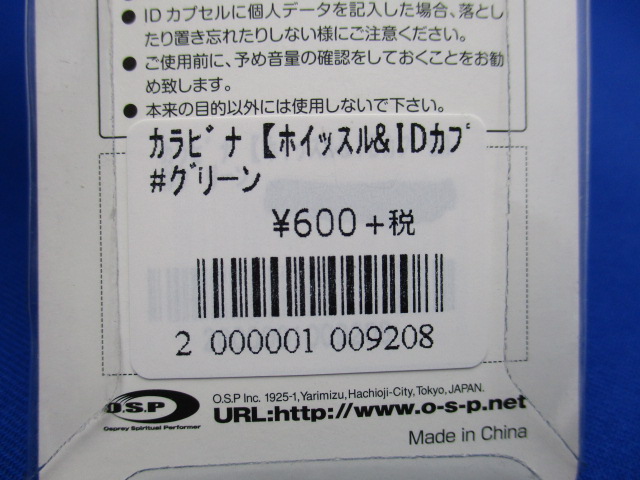 ● IDカプセルに個人データを記入した場合、落とし
たり置き忘れたりしない様にご注意ください。
● ご使用前に、予め音量の確認をしておくことをお勧
め致します。
● 本来の目的以外には使用しないで下さい。
カラビナ【ホイッスル&IDカプ
#グリーン
¥600+税
2 000001 009208
O.S.P
Osprey Spiritual Performer
O.S.P Inc. 1925-1,Yarimizu,Hachioji-City,Tokyo,JAPAN.
URL:http://www.o-s-p.net
Made in China